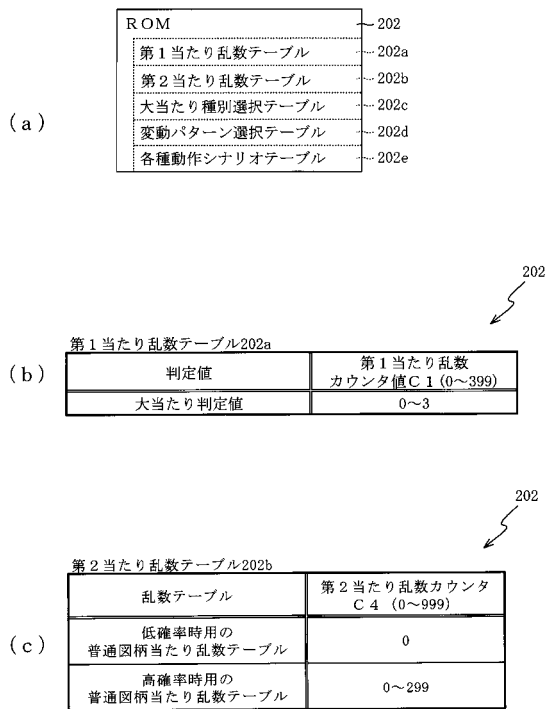 (a)
ROM 202
第1当たり乱数テーブル 202a
第2当たり乱数テーブル 202b
大当たり種別選択テーブル 202c
変動パターン選択テーブル 202d
各種動作シナリオテーブル 202e
202
(b)
第1当たり乱数テーブル202a
判定値
第1当たり乱数
カウンタ値C1(0~399)
大当たり判定値
0~3
202
(c)
第2当たり乱数テーブル202b
乱数テーブル
第2当たり乱数カウンタ
C4 (0~999)
低確率時用の
普通図柄当たり乱数テーブル
0
高確率時用の
普通図柄当たり乱数テーブル
0~299